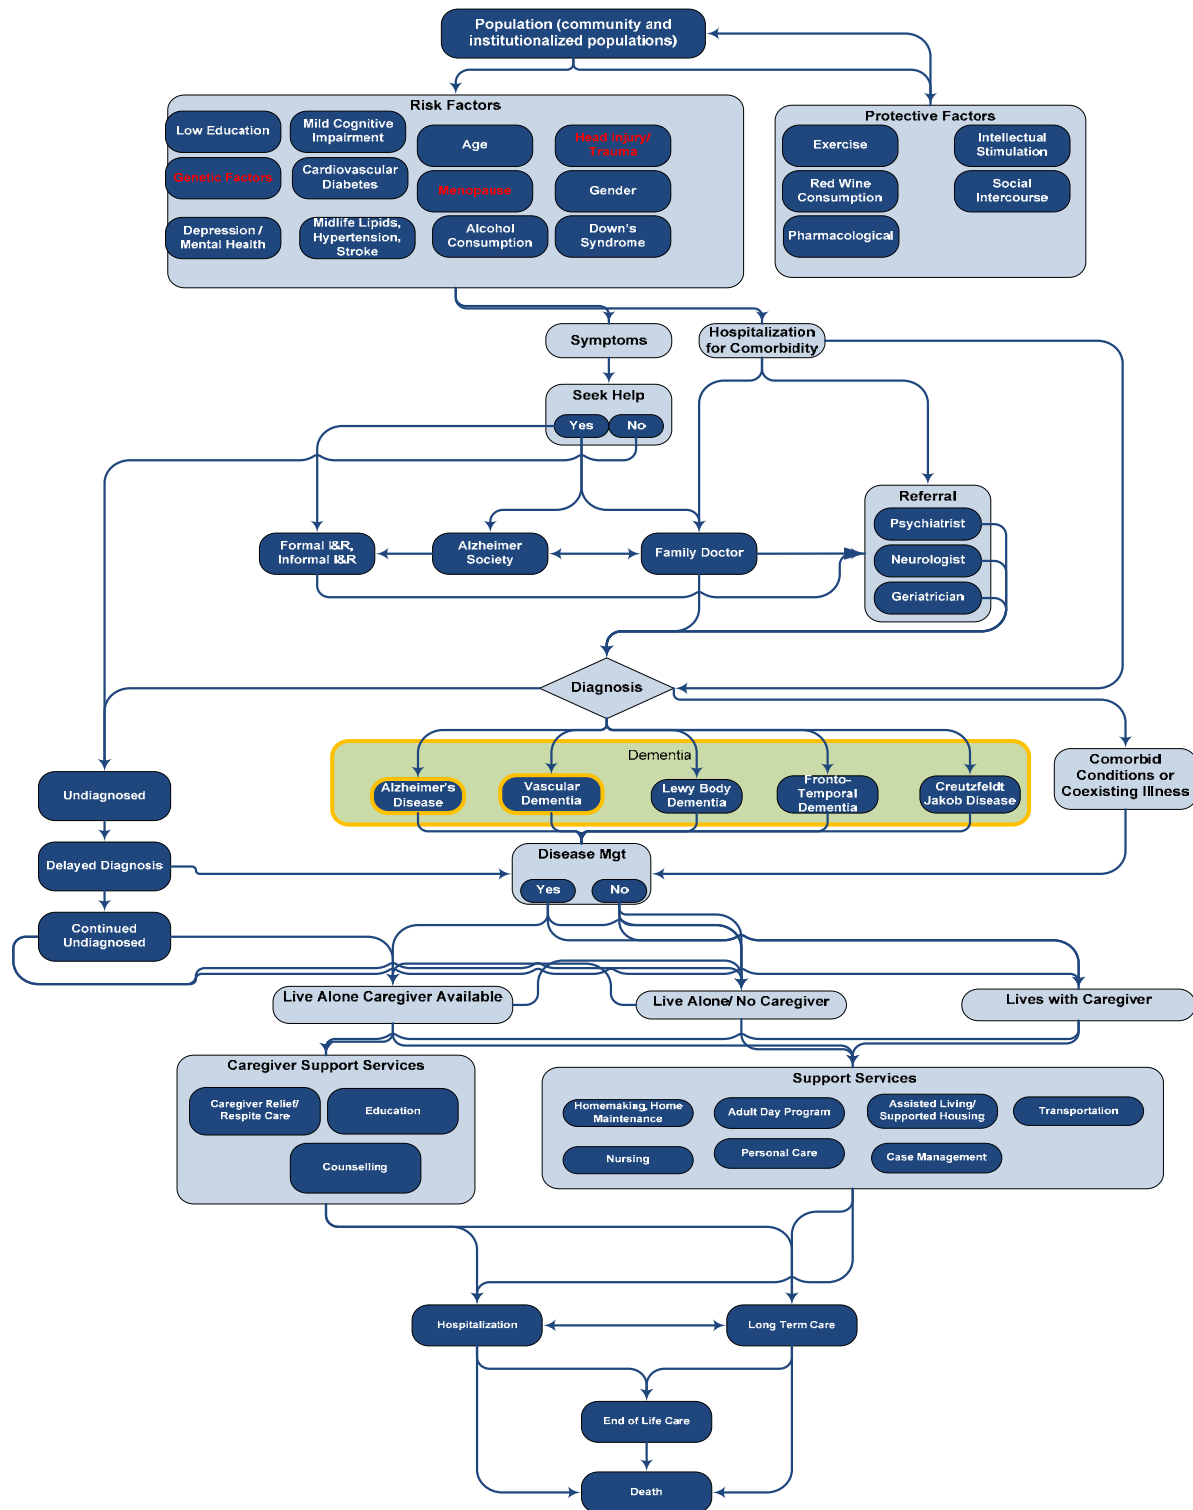 Population (community and
institutionalized populations)
Risk Factors
Low Education
Mild Cognitive
Impairment
Age
Head Injury/
Trauma
Genetic Factors
Cardiovascular
Diabetes
Menopause
Gender
Depression /
Mental Health
Midlife Lipids,
Hypertension,
Stroke
Alcohol
Consumption
Down's
Syndrome
Protective Factors
Exercise
Intellectual
Stimulation
Red Wine
Consumption
Social
Intercourse
Pharmacological
Symptoms
Hospitalization
for Comorbidity
Seek Help
Yes
No
Referral
Psychiatrist
Neurologist
Geriatrician
Formal I&R,
Informal I&R
Alzheimer
Society
Family Doctor
Diagnosis
Dementia
Alzheimer's
Disease
Vascular
Dementia
Lewy Body
Dementia
Fronto-
Temporal
Dementia
Creutzfeldt
Jakob Disease
Comorbid
Conditions or
Coexisting Illness
Undiagnosed
Delayed Diagnosis
Continued
Undiagnosed
Disease Mgt
Yes
No
Live Alone Caregiver Available
Live Alone/ No Caregiver
Lives with Caregiver
Caregiver Support Services
Caregiver Relief/
Respite Care
Education
Counselling
Support Services
Homemaking, Home
Maintenance
Adult Day Program
Assisted Living/
Supported Housing
Transportation
Nursing
Personal Care
Case Management
Hospitalization
Long Term Care
End of Life Care
Death